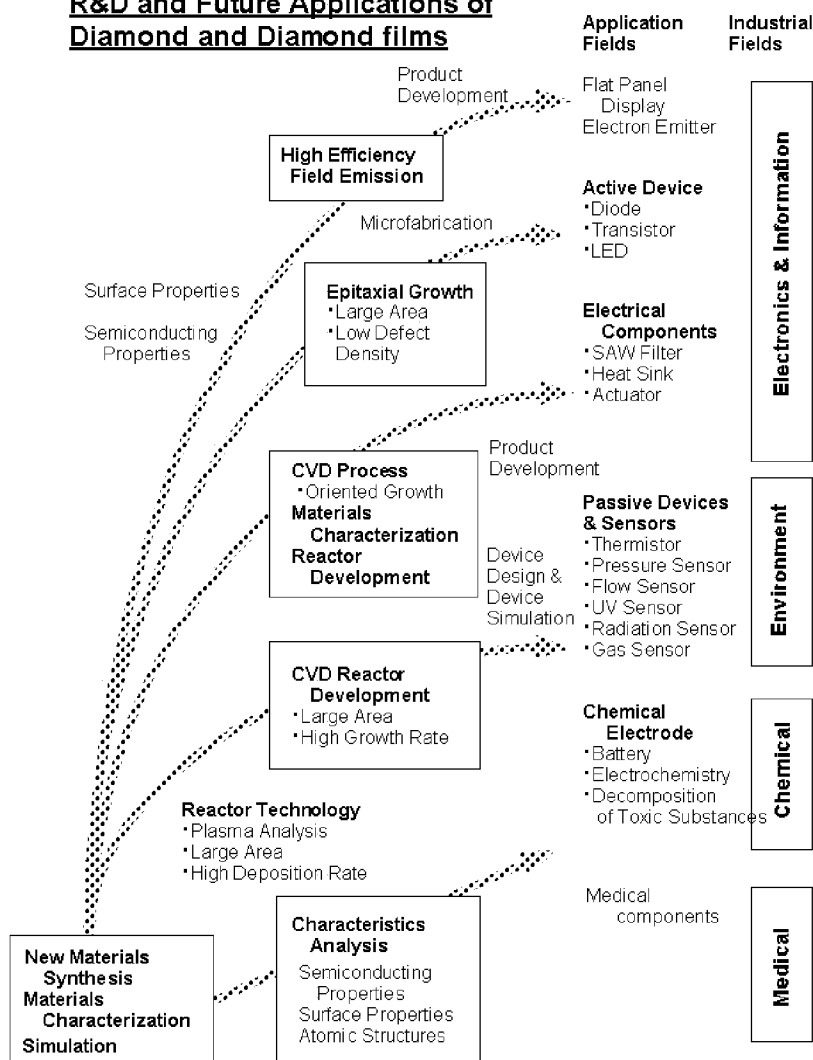 R&D and Future Applications of
Diamond and Diamond films
Application
Fields
Industrial
Fields
Product
Development
Flat Panel
Display
Electron Emitter
High Efficiency
Field Emission
Microfabrication
Active Device
・Diode
・Transistor
・LED
Electronics & Information
Surface Properties
Semiconducting
Properties
Epitaxial Growth
・Large Area
・Low Defect
Density
Electrical
Components
・SAW Filter
・Heat Sink
・Actuator
Product
Development
CVD Process
・Oriented Growth
Materials
Characterization
Reactor
Development
Device
Design &
Device
Simulation
Passive Devices
& Sensors
・Thermistor
・Pressure Sensor
・Flow Sensor
・UV Sensor
・Radiation Sensor
・Gas Sensor
Environment
CVD Reactor
Development
・Large Area
・High Growth Rate
Chemical
Electrode
・Battery
・Electrochemistry
・Decomposition
of Toxic Substances
Chemical
Reactor Technology
・Plasma Analysis
・Large Area
・High Deposition Rate
Medical
components
Medical
Characteristics
Analysis
Semiconducting
Properties
Surface Properties
Atomic Structures
New Materials
Synthesis
Materials
Characterization
Simulation